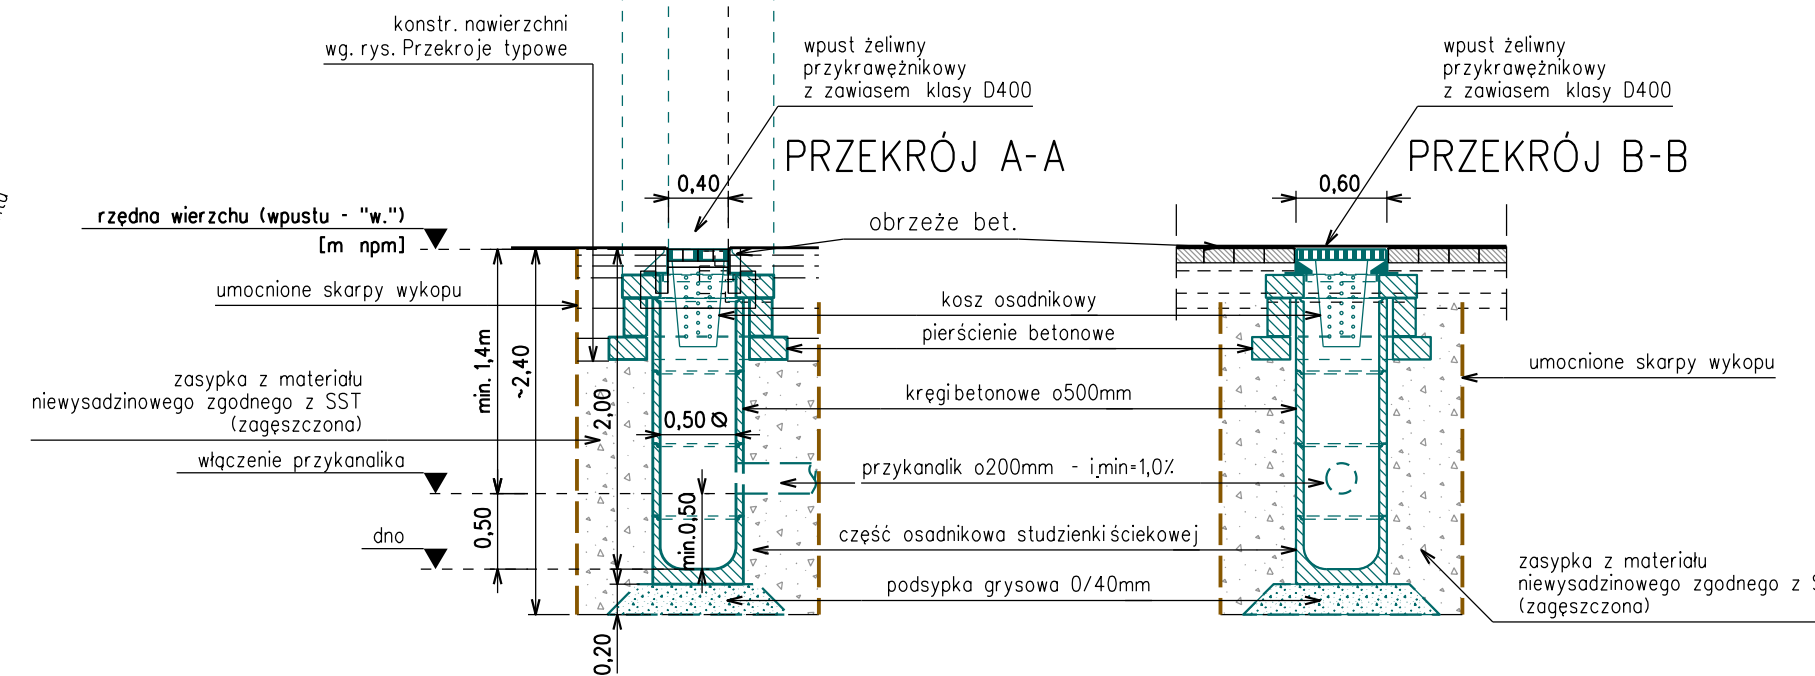 konstr. nawierzchni
wg. rys. Przekroje typowe
wpust żeliwny
przykrawężnikowy
z zawiasem klasy D400
wpust żeliwny
przykrawężnikowy
z zawiasem klasy D400
PRZEKRÓJ A-A
PRZEKRÓJ B-B
0,40
0,60
rzędna wierzchu (wpustu - "w.")
[m npm]
obrzeże bet.
umocnione skarpy wykopu
kosz osadnikowy
pierścienie betonowe
umocnione skarpy wykopu
min. 1,4m
~2,40
2,00
zasypka z materiału
niewysadzinowego zgodnego z SST
(zagęszczona)
kręgi betonowe o500mm
0,50 Ø
włączenie przykanalika
przykanalik o200mm - i min=1,0%
0,50
min.0,50
dno
część osadnikowa studzienki ściekowej
podsypka grysowa 0/40mm
zasypka z materiału
niewysadzinowego zgodnego z
(zagęszczona)
0,20